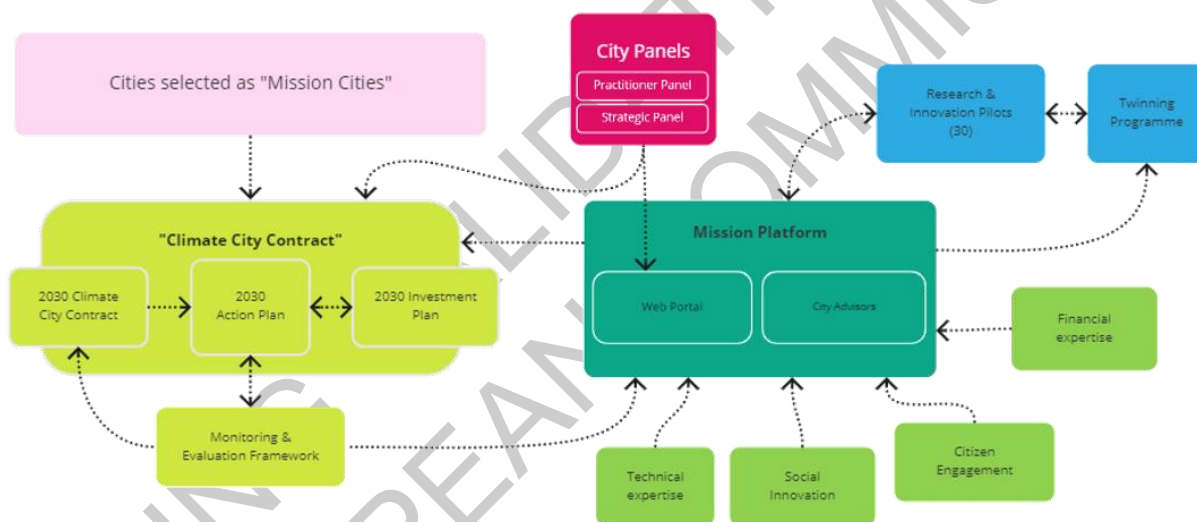 Cities selected as "Mission Cities"
City Panels
Practitioner Panel
Strategic Panel
Research &
Innovation Pilots
(30)
Twinning
Programme
"Climate City Contract"
2030 Climate
City Contract
2030
Action Plan
2030 Investment
Plan
Mission Platform
Web Portal
City Advisors
Financial
expertise
Monitoring &
Evaluation Framework
Technical
expertise
Social
Innovation
Citizen
Engagement